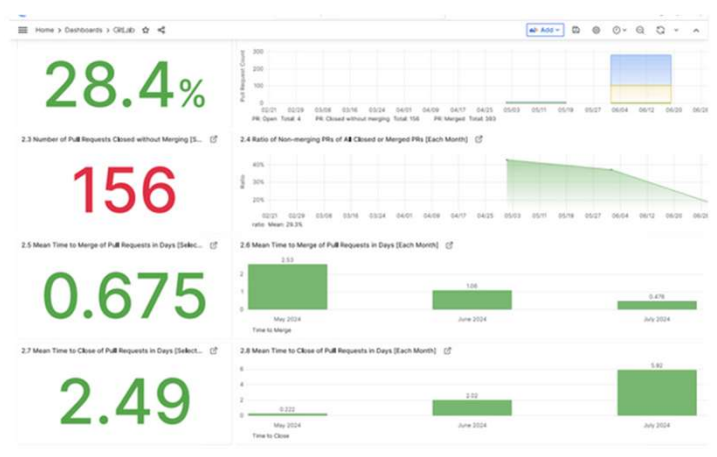 Home > Dashboards > GitLab
Add
28.4%
Pull Request Count
300
200
100
0
02/21 02/29 03/08 03/16 03/24 04/01 04/09 04/17 04/25 05/03 05/11 05/19 05/27 06/04 06/12 06/20 06/28
PR: Open Total: 4 PR: Closed without merging Total: 156 PR: Merged Total: 393
2.3 Number of Pull Requests Closed without Merging [S...
156
2.4 Ratio of Non-merging PRs of All Closed or Merged PRs [Each Month]
Ratio
40%
30%
20%
02/21 02/29 03/08 03/16 03/24 04/01 04/09 04/17 04/25 05/03 05/11 05/19 05/27 06/04 06/12 06/20 06/28
ratio Mean: 29.3%
2.5 Mean Time to Merge of Pull Requests in Days [Selec...
0.675
2.6 Mean Time to Merge of Pull Requests in Days [Each Month]
2
1
0
2.53
1.08
0.478
May 2024 June 2024 July 2024
Time to Merge
2.7 Mean Time to Close of Pull Requests in Days [Select...
2.49
2.8 Mean Time to Close of Pull Requests in Days [Each Month]
6
4
2
0
0.222
2.02
5.82
May 2024 June 2024 July 2024
Time to Close